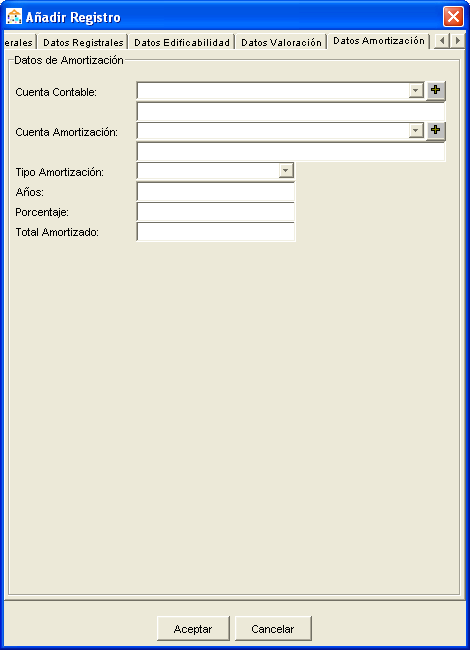 Añadir Registro
erales Datos Registrales Datos Edificabilidad Datos Valoración Datos Amortización
Datos de Amortización
Cuenta Contable:
Cuenta Amortización:
Tipo Amortización:
Años:
Porcentaje:
Total Amortizado:
Aceptar Cancelar